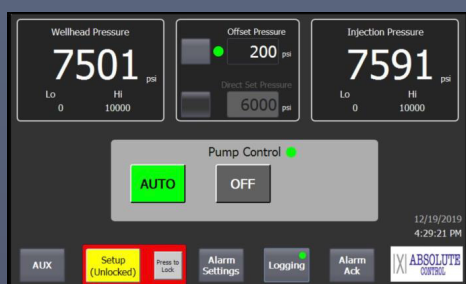 Wellhead Pressure
7501 psi
Lo Hi
0 10000
Offset Pressure
200 psi
Direct Set Pressure
6000 psi
Injection Pressure
7591 psi
Lo Hi
0 10000
Pump Control
AUTO OFF
12/19/2019
4:29:21 PM
AUX
Setup
(Unlocked)
Press to
Lock
Alarm
Settings
Logging
Alarm
Ack
|X| ABSOLUTE
CONTROL